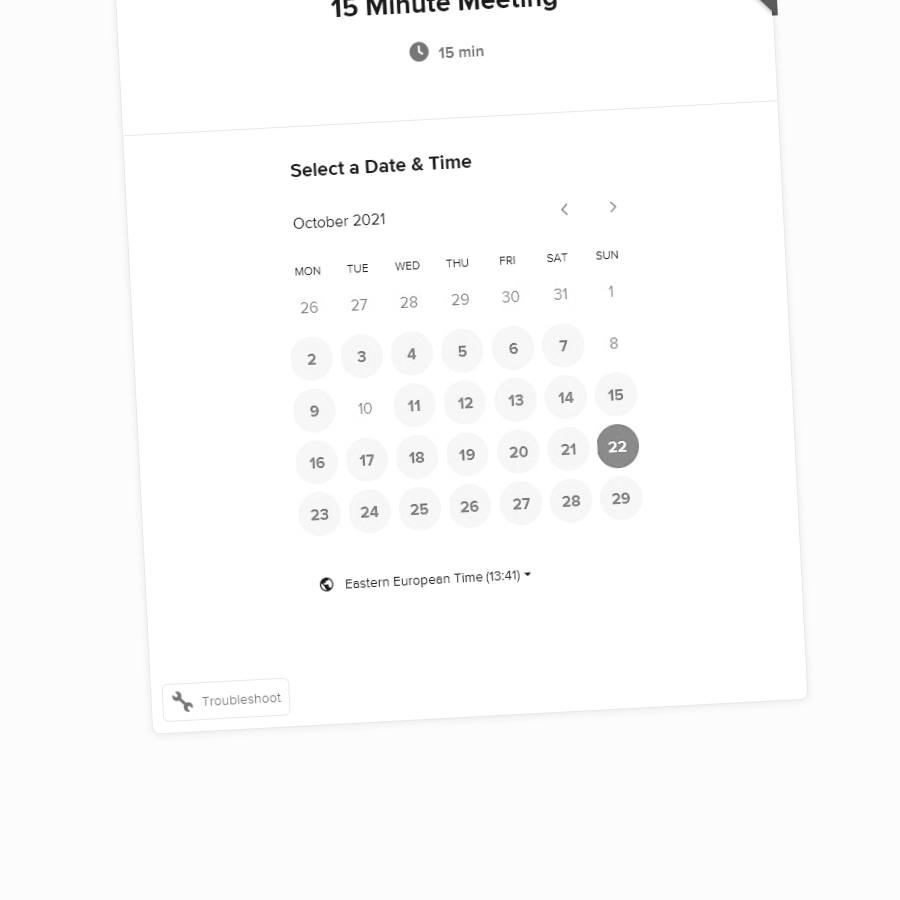 15 Minute Meeting
15 min
Select a Date & Time
October 2021
MON TUE WED THU FRI SAT SUN
26 27 28 29 30 31 1
2 3 4 5 6 7 8
9 10 11 12 13 14 15
16 17 18 19 20 21 22
23 24 25 26 27 28 29
Eastern European Time (13:41)
Troubleshoot